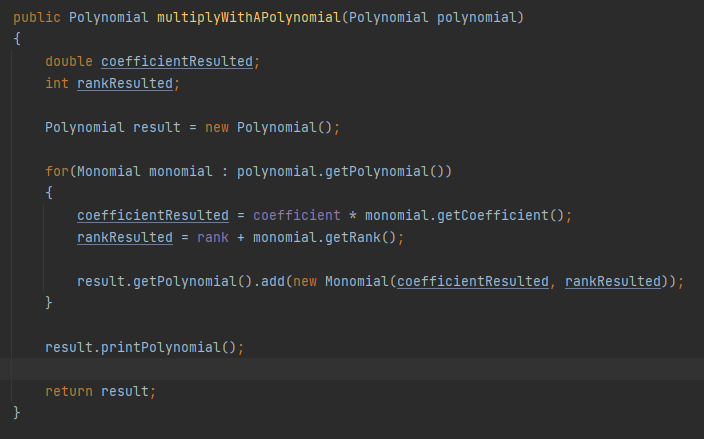 public Polynomial multiplyWithAPolynomial(Polynomial polynomial)
{
    double coefficientResulted;
    int rankResulted;

    Polynomial result = new Polynomial();

    for(Monomial monomial : polynomial.getPolynomial())
    {
        coefficientResulted = coefficient * monomial.getCoefficient();
        rankResulted = rank + monomial.getRank();

        result.getPolynomial().add(new Monomial(coefficientResulted, rankResulted));
    }

    result.printPolynomial();

    return result;
}